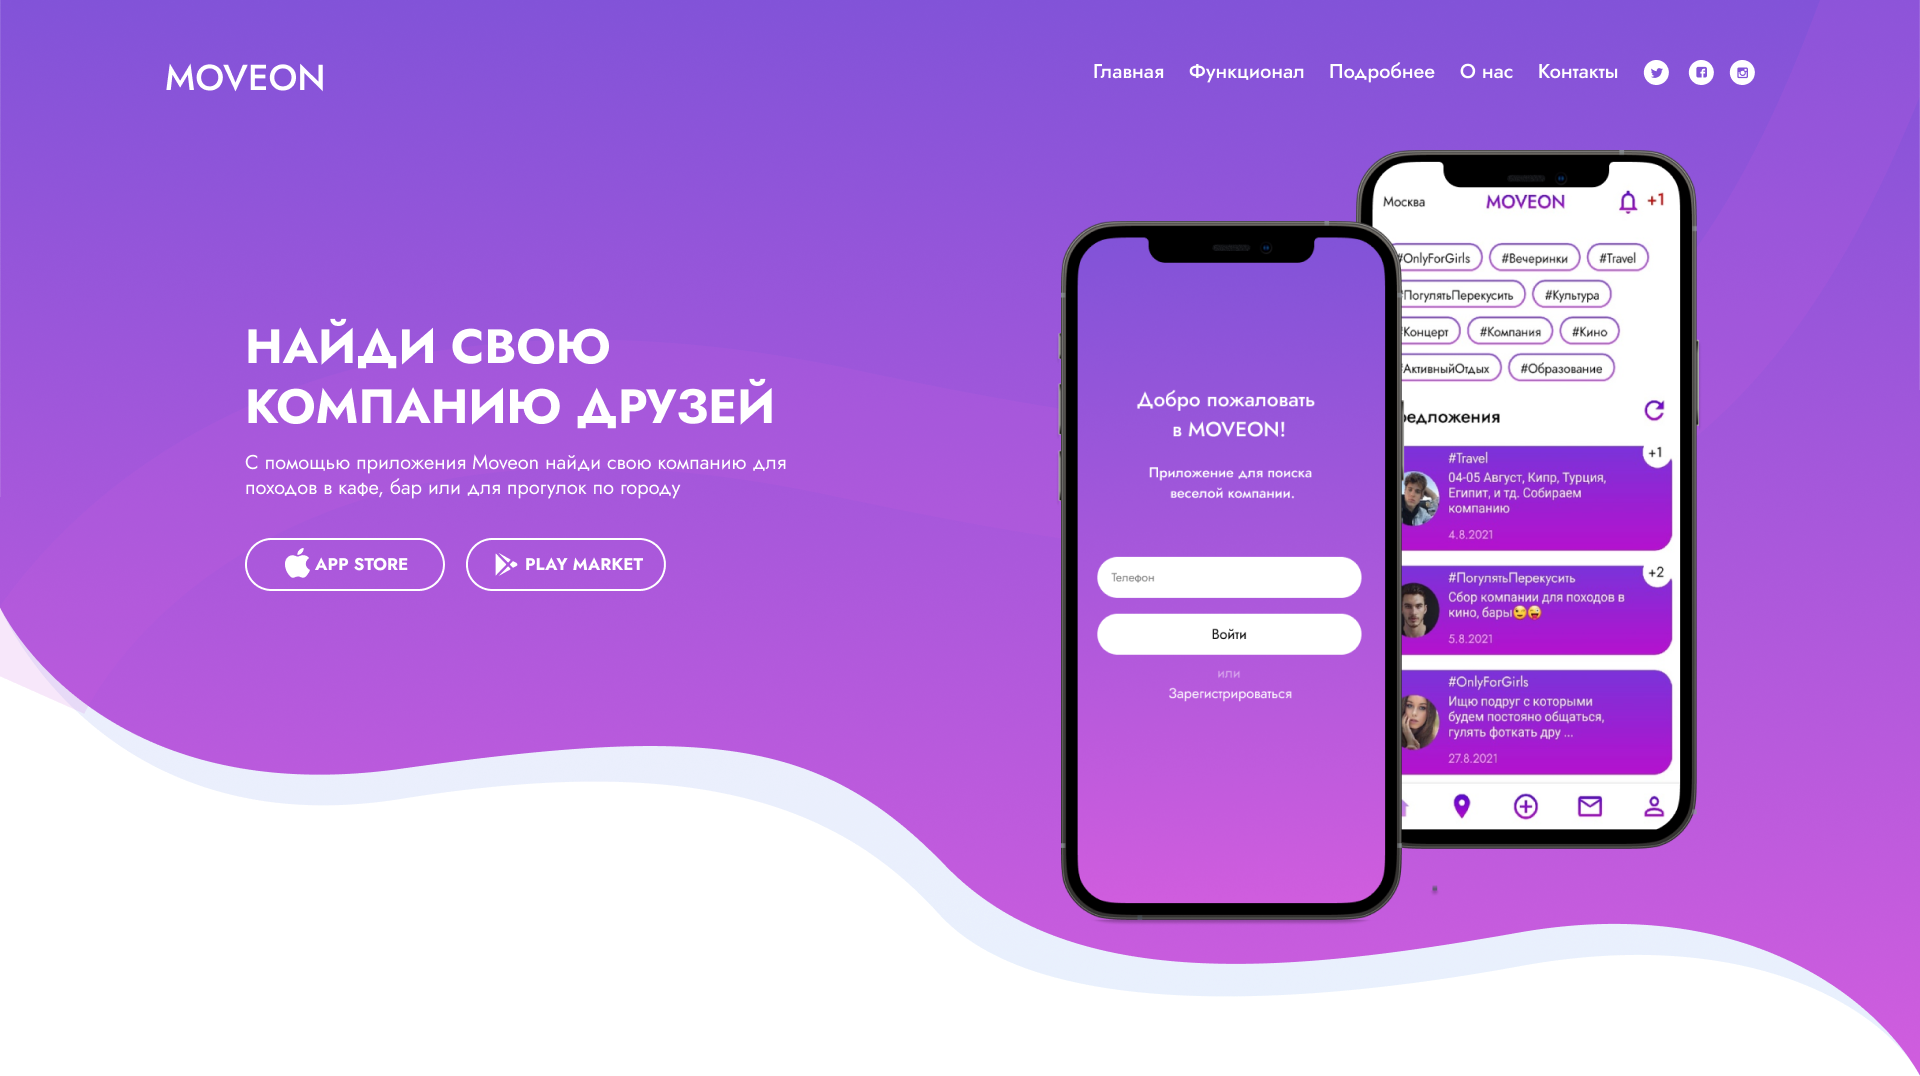 MOVEON
Главная Функционал Подробнее О нас Контакты
НАЙДИ СВОЮ
КОМПАНИЮ ДРУЗЕЙ
С помощью приложения Moveon найди свою компанию для
походов в кафе, бар или для прогулок по городу
APP STORE
PLAY MARKET
Добро пожаловать
в MOVEON!
Приложение для поиска
веселой компании.
Телефон
Войти
или
Зарегистрироваться
Москва
MOVEON
+1
#OnlyForGirls #Вечеринки #Travel
#ПогулятьПерекусить #Культура
#Концерт #Компания #Кино
#АктивныйОтдых #Образование
редложения
+1
#Travel
04-05 Август, Кипр, Турция,
Египит, и тд. Собираем
компанию
4.8.2021
+2
#ПогулятьПерекусить
Сбор компании для походов в
кино, бары😉😜
5.8.2021
#OnlyForGirls
Ищю подруг с которыми
будем постояно общаться,
гулять фоткать дру ...
27.8.2021